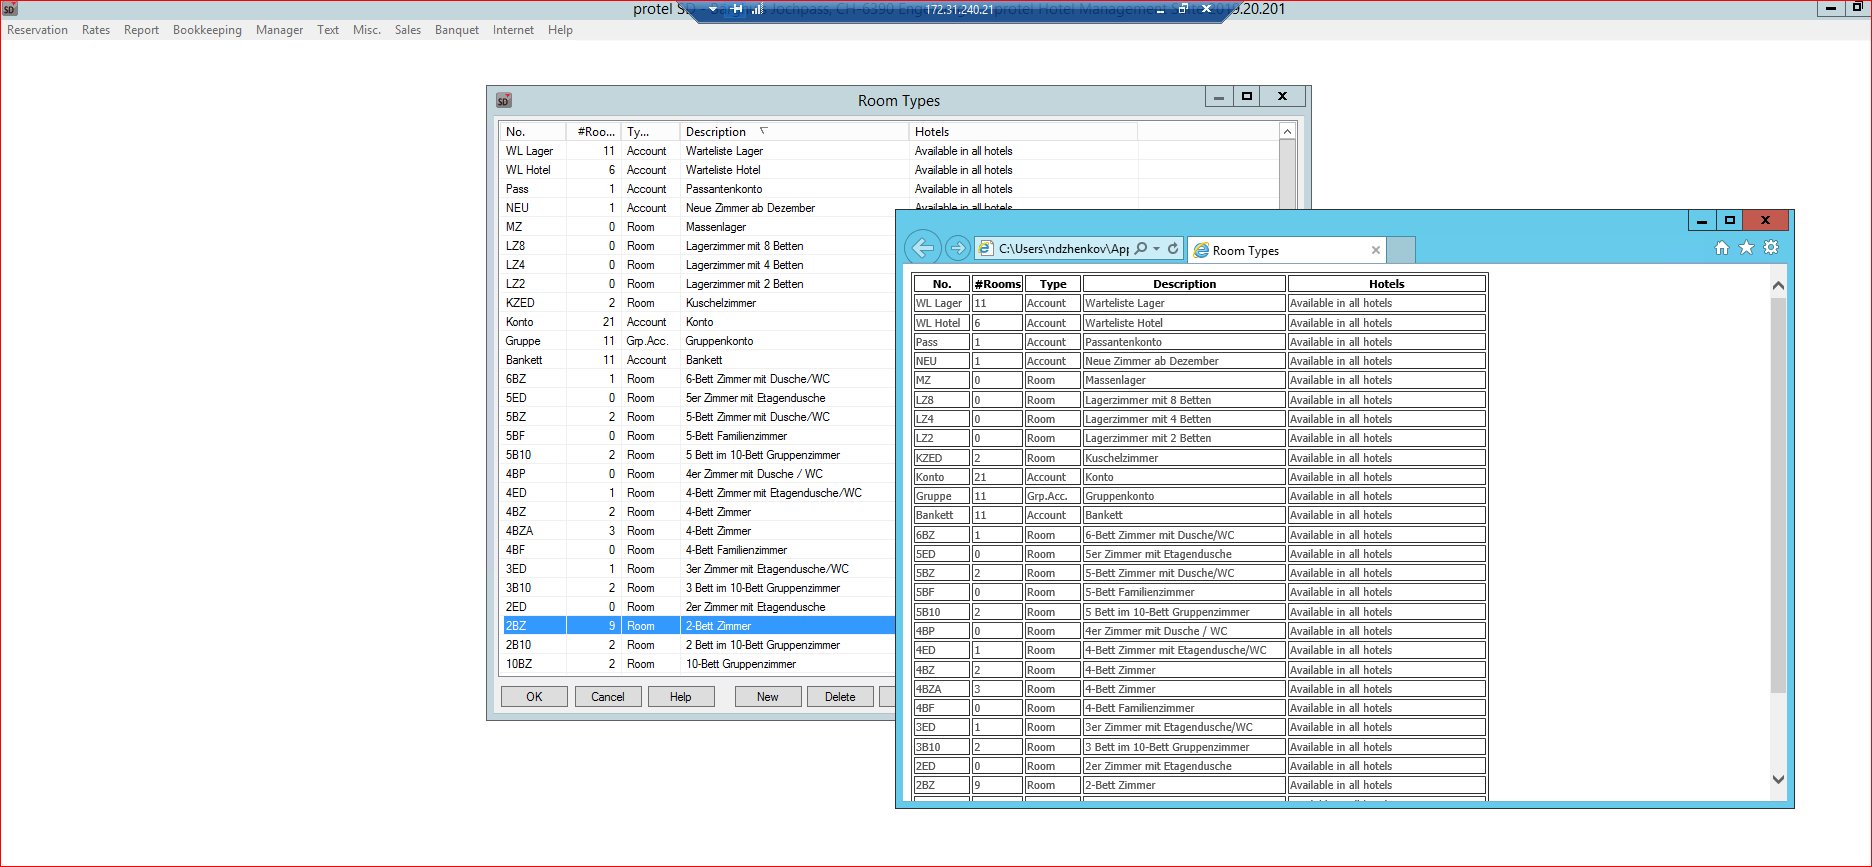 protel SD
Jochpass, CH-6390 Eng
172.31.240.21
protel Hotel Management S
019.20.201
Reservation Rates Report Bookkeeping Manager Text Misc. Sales Banquet Internet Help
Room Types
No. #Roo... Ty... Description Hotels
WL Lager 11 Account Warteliste Lager Available in all hotels
WL Hotel 6 Account Warteliste Hotel Available in all hotels
Pass 1 Account Passantenkonto Available in all hotels
NEU 1 Account Neue Zimmer ab Dezember Available in all hotels
MZ 0 Room Massenlager
LZ8 0 Room Lagerzimmer mit 8 Betten
LZ4 0 Room Lagerzimmer mit 4 Betten
LZ2 0 Room Lagerzimmer mit 2 Betten
KZED 2 Room Kuschelzimmer
Konto 21 Account Konto
Gruppe 11 Grp.Acc. Gruppenkonto
Bankett 11 Account Bankett
6BZ 1 Room 6-Bett Zimmer mit Dusche/WC
5ED 0 Room 5er Zimmer mit Etagendusche
5BZ 2 Room 5-Bett Zimmer mit Dusche/WC
5BF 0 Room 5-Bett Familienzimmer
5B10 2 Room 5 Bett im 10-Bett Gruppenzimmer
4BP 0 Room 4er Zimmer mit Dusche / WC
4ED 1 Room 4-Bett Zimmer mit Etagendusche/WC
4BZ 2 Room 4-Bett Zimmer
4BZA 3 Room 4-Bett Zimmer
4BF 0 Room 4-Bett Familienzimmer
3ED 1 Room 3er Zimmer mit Etagendusche/WC
3B10 2 Room 3 Bett im 10-Bett Gruppenzimmer
2ED 0 Room 2er Zimmer mit Etagendusche
2BZ 9 Room 2-Bett Zimmer
2B10 2 Room 2 Bett im 10-Bett Gruppenzimmer
10BZ 2 Room 10-Bett Gruppenzimmer
OK Cancel Help New Delete
C:\Users\ndzhenkov\App
Room Types
No. #Rooms Type Description Hotels
WL Lager 11 Account Warteliste Lager Available in all hotels
WL Hotel 6 Account Warteliste Hotel Available in all hotels
Pass 1 Account Passantenkonto Available in all hotels
NEU 1 Account Neue Zimmer ab Dezember Available in all hotels
MZ 0 Room Massenlager Available in all hotels
LZ8 0 Room Lagerzimmer mit 8 Betten Available in all hotels
LZ4 0 Room Lagerzimmer mit 4 Betten Available in all hotels
LZ2 0 Room Lagerzimmer mit 2 Betten Available in all hotels
KZED 2 Room Kuschelzimmer Available in all hotels
Konto 21 Account Konto Available in all hotels
Gruppe 11 Grp.Acc. Gruppenkonto Available in all hotels
Bankett 11 Account Bankett Available in all hotels
6BZ 1 Room 6-Bett Zimmer mit Dusche/WC Available in all hotels
5ED 0 Room 5er Zimmer mit Etagendusche Available in all hotels
5BZ 2 Room 5-Bett Zimmer mit Dusche/WC Available in all hotels
5BF 0 Room 5-Bett Familienzimmer Available in all hotels
5B10 2 Room 5 Bett im 10-Bett Gruppenzimmer Available in all hotels
4BP 0 Room 4er Zimmer mit Dusche / WC Available in all hotels
4ED 1 Room 4-Bett Zimmer mit Etagendusche/WC Available in all hotels
4BZ 2 Room 4-Bett Zimmer Available in all hotels
4BZA 3 Room 4-Bett Zimmer Available in all hotels
4BF 0 Room 4-Bett Familienzimmer Available in all hotels
3ED 1 Room 3er Zimmer mit Etagendusche/WC Available in all hotels
3B10 2 Room 3 Bett im 10-Bett Gruppenzimmer Available in all hotels
2ED 0 Room 2er Zimmer mit Etagendusche Available in all hotels
2BZ 9 Room 2-Bett Zimmer Available in all hotels